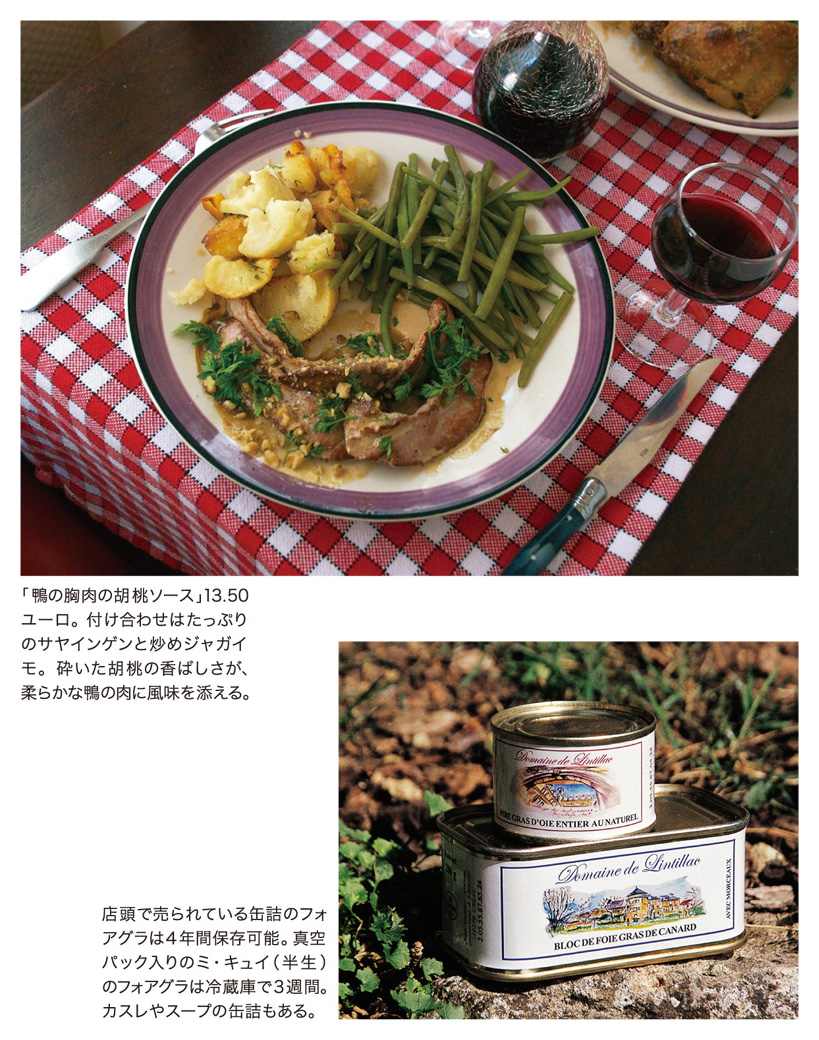 「鴨の胸肉の胡桃ソース」13.50
ユーロ。付け合わせはたっぷり
のサヤインゲンと炒めジャガイ
モ。砕いた胡桃の香ばしさが、
柔らかな鴨の肉に風味を添える。
Domaine de Lintillac
GRAS D'OIE ENTIER AU NATUREL
Domaine de Lintillac
BLOC DE FOIE GRAS DE CANARD
AVEC MORCEAUX
店頭で売られている缶詰のフォ
アグラは4年間保存可能。真空
パック入りのミ・キュイ(半生)
のフォアグラは冷蔵庫で3週間。
カスレやスープの缶詰もある。